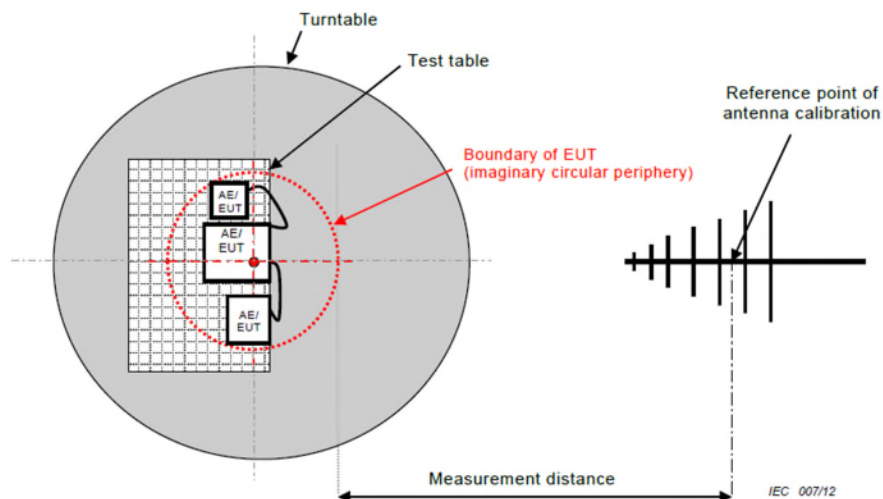 Turntable
Test table
Reference point of
antenna calibration
Boundary of EUT
(imaginary circular periphery)
AE/
EUT
AE/
EUT
AE/
EUT
Measurement distance
IEC 007/12